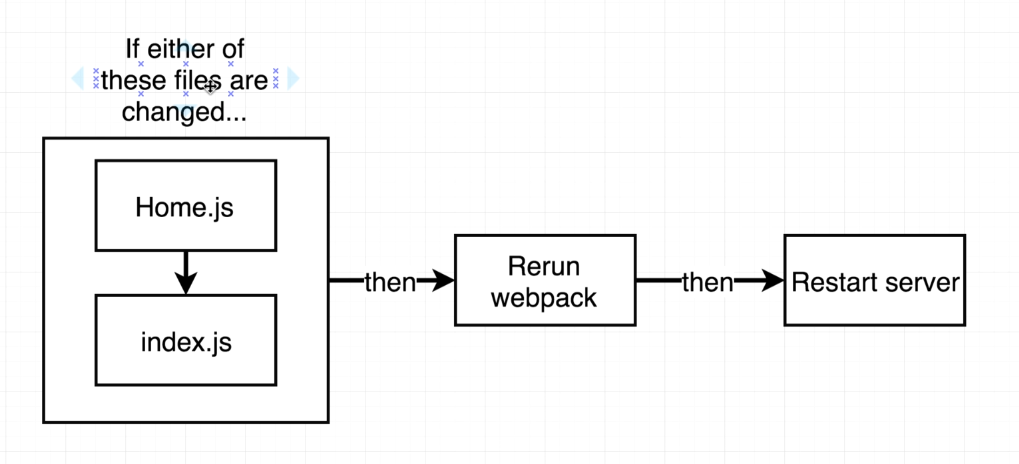 If either of
these files are
changed...
Home.js
index.js
then
Rerun
webpack
then
Restart server